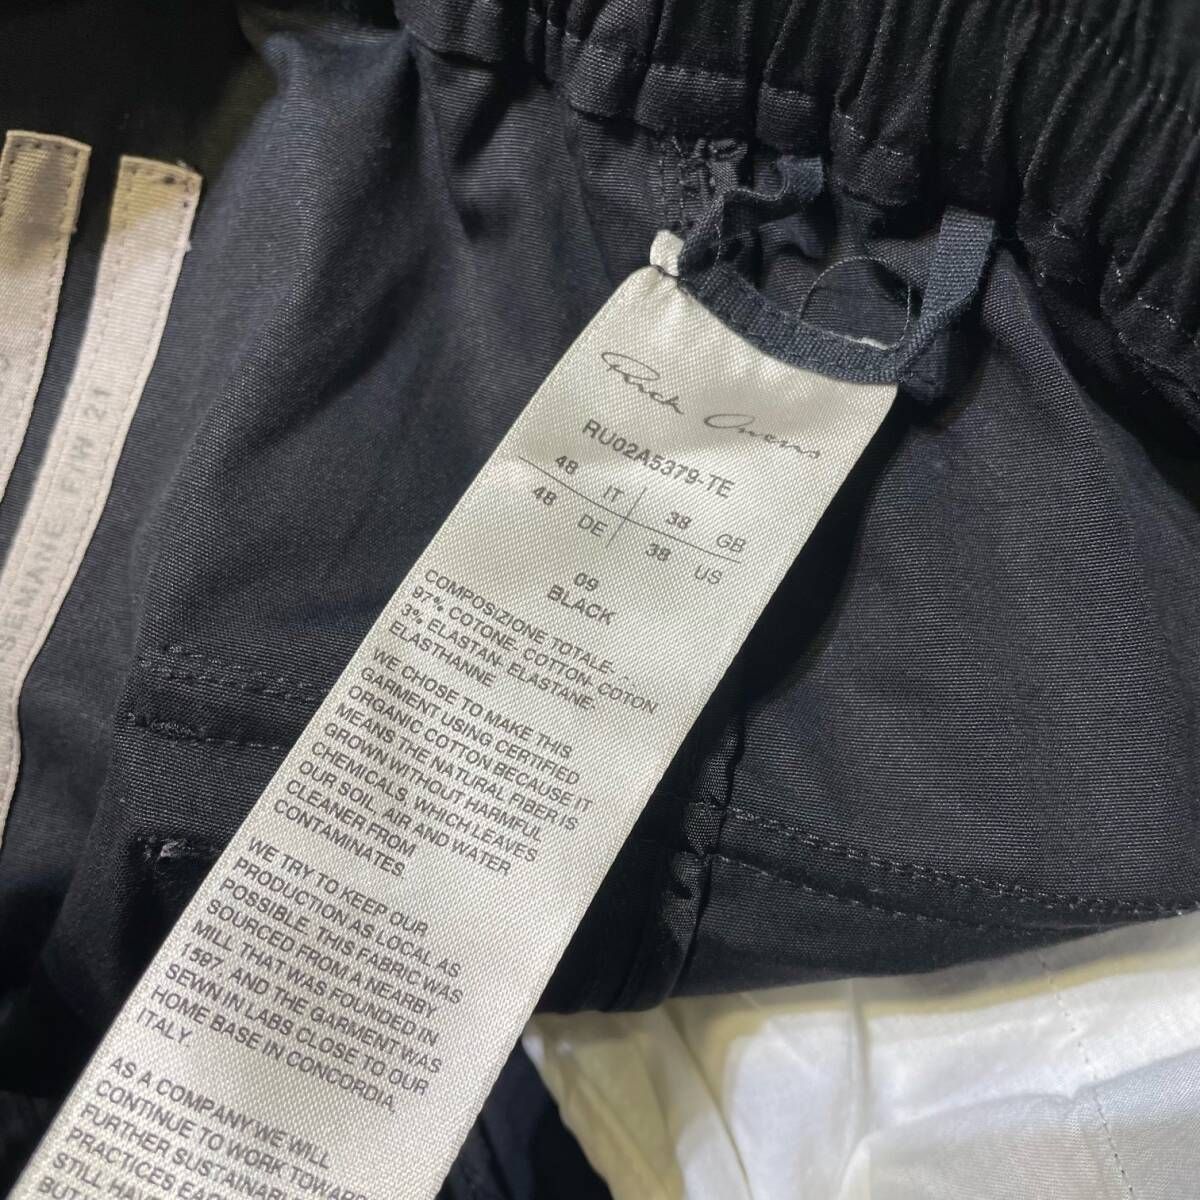 Rick Owens
RU02A5379-TE
48 IT 38 GB
48 DE 38 US
09
BLACK
COMPOSIZIONE TOTALE-
97% COTONE- COTTON, COTON
3% ELASTAN- ELASTANE-
ELASTHANNE
WE CHOSE TO MAKE THIS
GARMENT USING CERTIFIED
ORGANIC COTTON BECAUSE IT
MEANS THE NATURAL FIBER IS
GROWN WITHOUT HARMFUL
CHEMICALS, WHICH LEAVES
OUR SOIL, AIR AND WATER
CLEANER FROM
CONTAMINATES.
WE TRY TO KEEP OUR
PRODUCTION AS LOCAL AS
POSSIBLE. THIS FABRIC WAS
SOURCED FROM A NEARBY
MILL THAT WAS FOUNDED IN
1597. AND THE GARMENT WAS
SEWN IN LABS CLOSE TO OUR
HOME BASE IN CONCORDIA,
ITALY.
AS A COMPANY WE WILL
CONTINUE TO WORK TOWARD
FURTHER
PRACTICES
STILL
SEMANE F/W 21